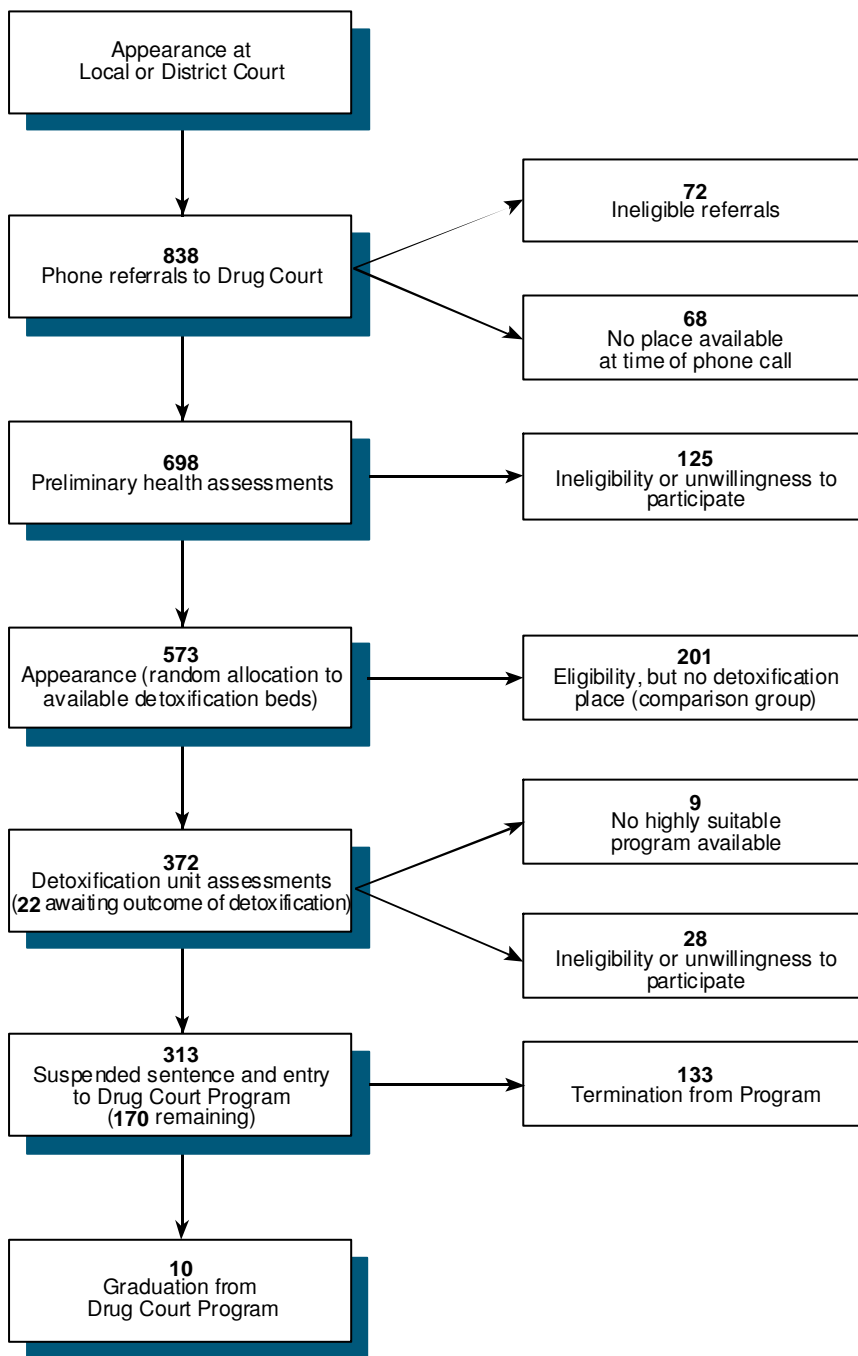 Appearance at
Local or District Court
838
Phone referrals to Drug Court
72
Ineligible referrals
68
No place available
at time of phone call
698
Preliminary health assessments
125
Ineligibility or unwillingness to
participate
573
Appearance (random allocation to
available detoxification beds)
201
Eligibility, but no detoxification
place (comparison group)
372
Detoxification unit assessments
(22 awaiting outcome of detoxification)
9
No highly suitable
program available
28
Ineligibility or unwillingness to
participate
313
Suspended sentence and entry
to Drug Court Program
(170 remaining)
133
Termination from Program
10
Graduation from
Drug Court Program